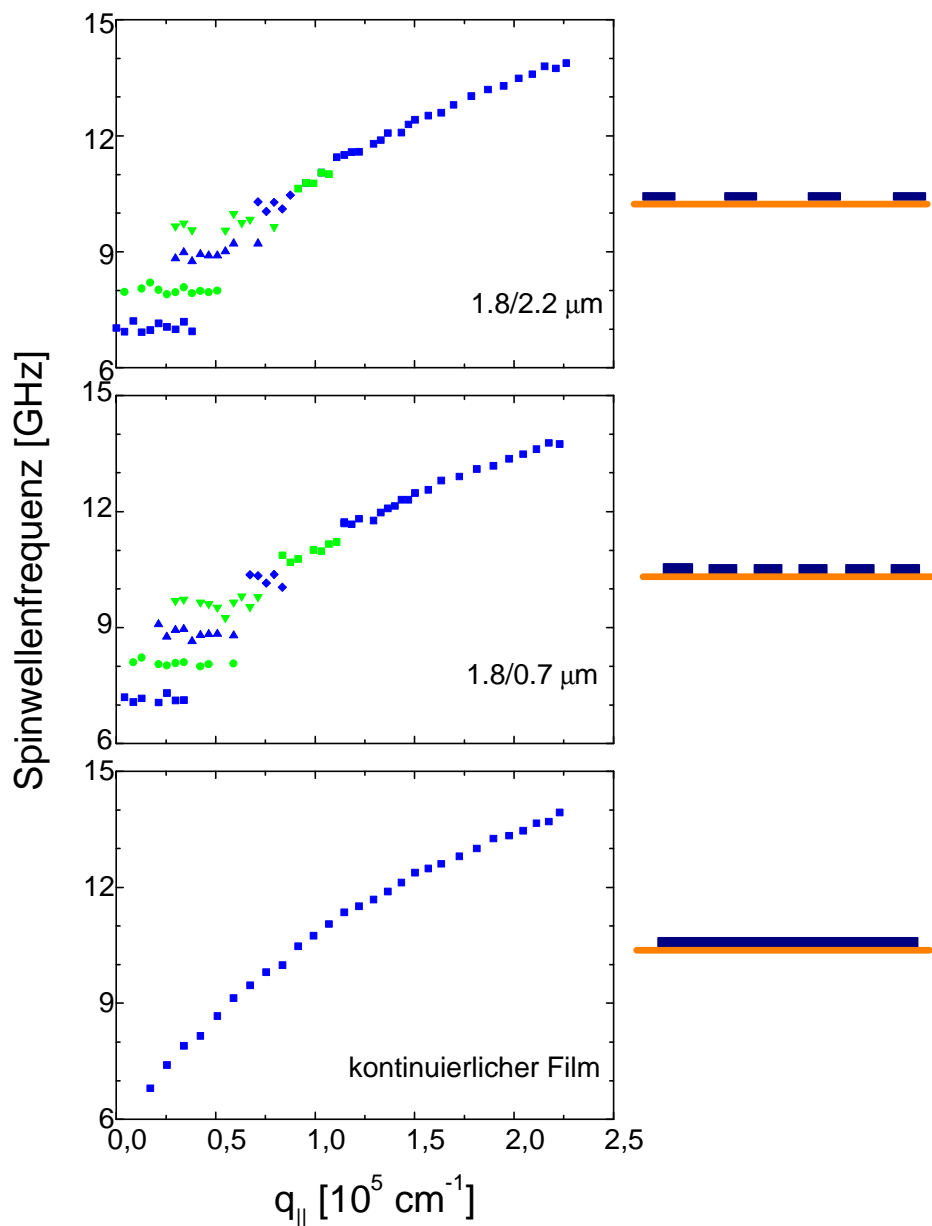 15
12
9
6
1.8/2.2 μm
15
12
9
6
1.8/0.7 μm
15
12
9
6
kontinuierlicher Film
0,0 0,5 1,0 1,5 2,0 2,5
q|| [10⁵ cm⁻¹]
Spinwellenfrequenz [GHz]